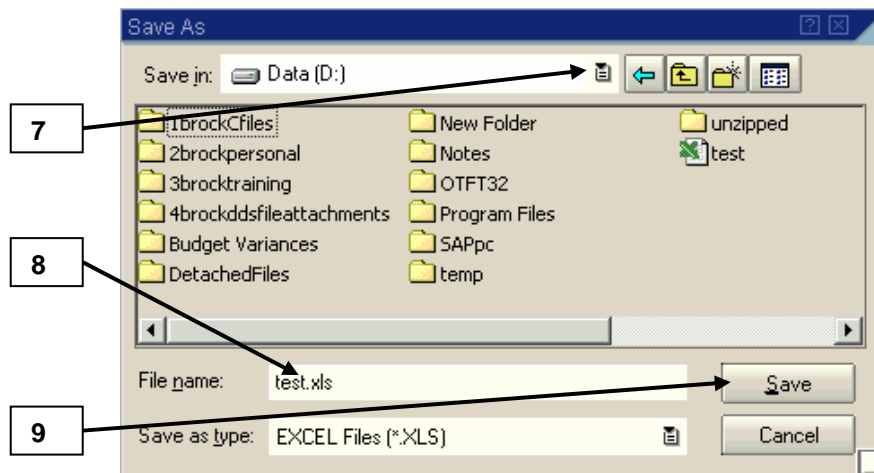 Save As
Save in: Data (D:)
7
1brockCfiles New Folder unzipped
2brockpersonal Notes test
3brocktraining OTFT32
4brockddsfileattachments Program Files
Budget Variances SAPpc
8
DetachedFiles temp
File name: test.xls Save
9
Save as type: EXCEL Files (*.XLS) Cancel